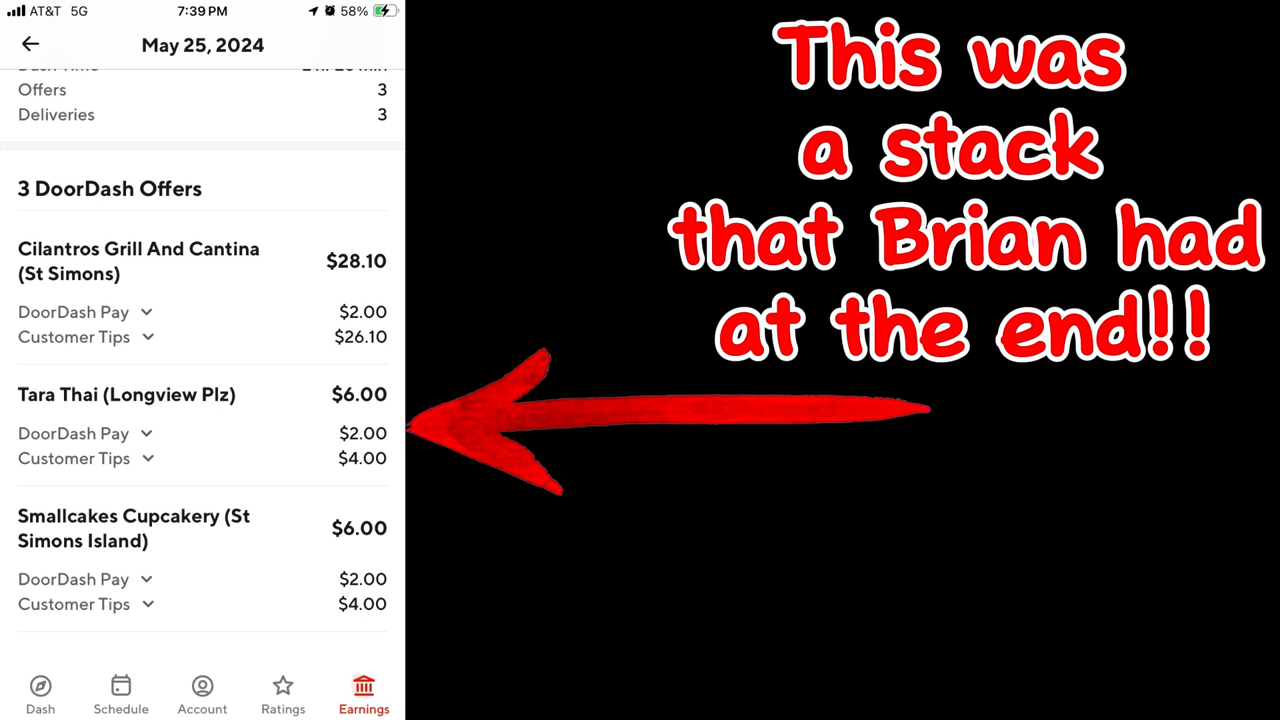 AT&T 5G 7:39 PM 58%
May 25, 2024
Offers 3
Deliveries 3
3 DoorDash Offers
Cilantros Grill And Cantina
(St Simons) $28.10
DoorDash Pay $2.00
Customer Tips $26.10
Tara Thai (Longview Plz) $6.00
DoorDash Pay $2.00
Customer Tips $4.00
Smallcakes Cupcakery (St
Simons Island) $6.00
DoorDash Pay $2.00
Customer Tips $4.00
Dash Schedule Account Ratings Earnings
This was
a stack
that Brian had
at the end!!